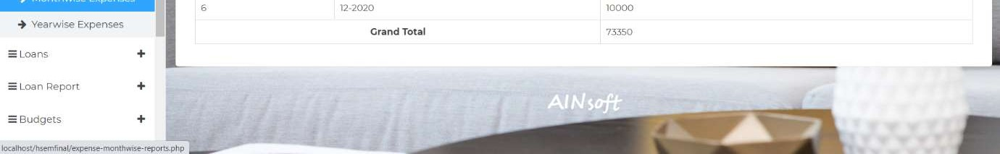 Monthwise Expenses
6 12-2020 10000
Yearwise Expenses
Grand Total 73350
Loans
Loan Report
Budgets
AINsoft
localhost/hsemfinal/expense-monthwise-reports.php